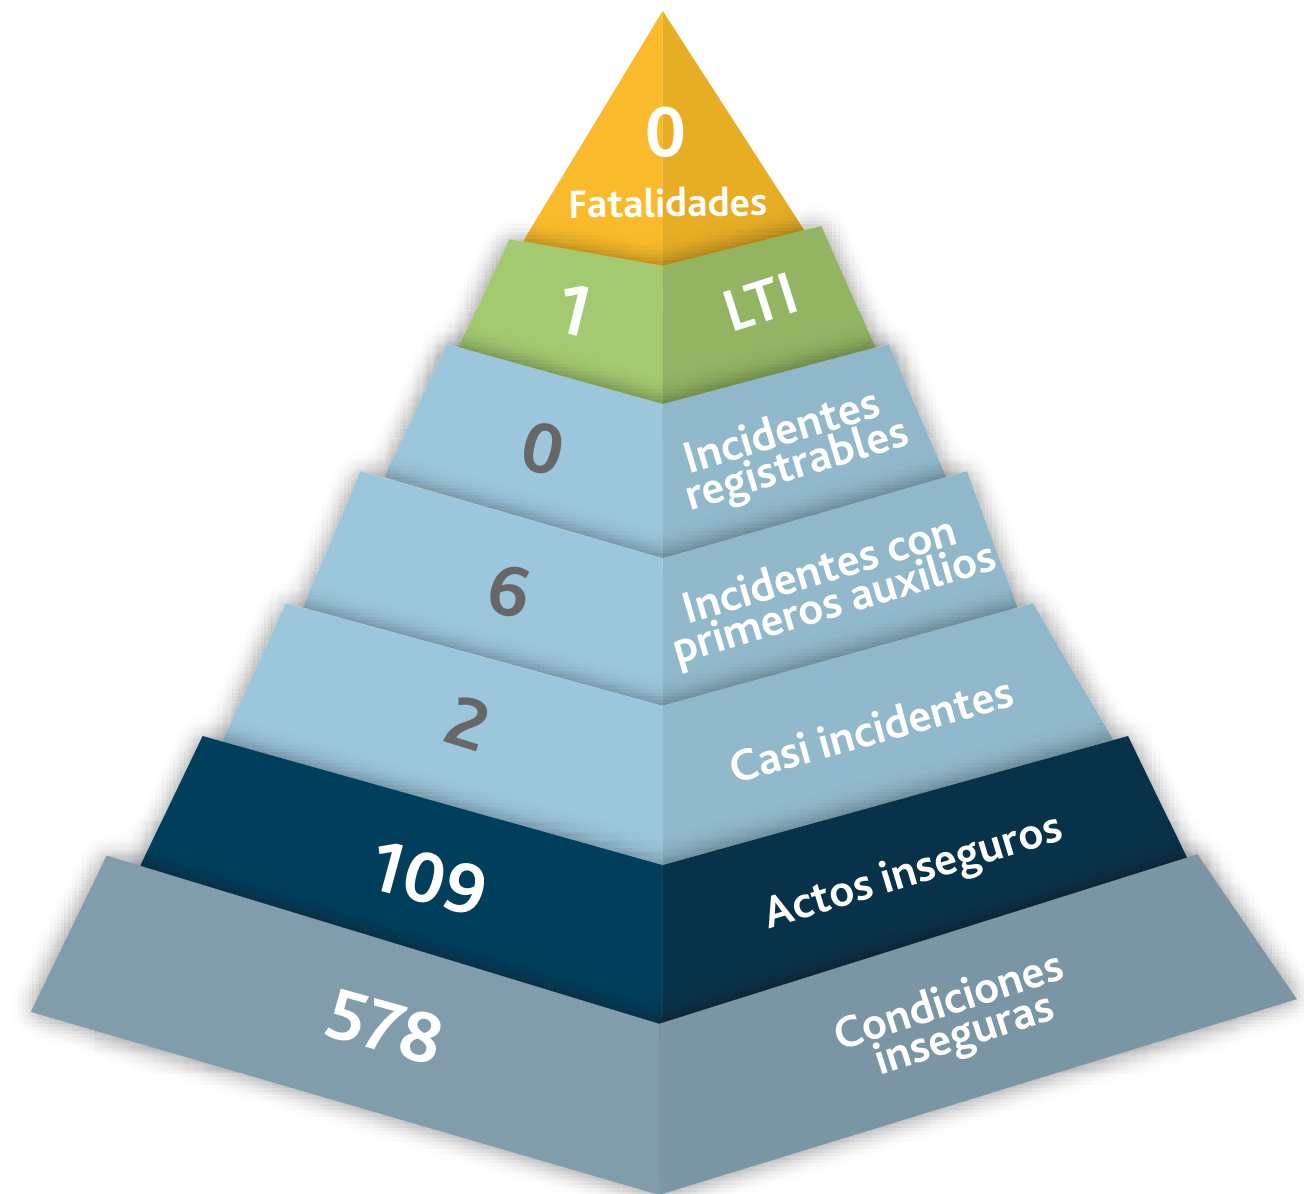 0
Fatalidades
1
LTI
0
Incidentes
registrables
6
Incidentes con
primeros auxilios
2
Casi incidentes
109
Actos inseguros
578
Condiciones
inseguras